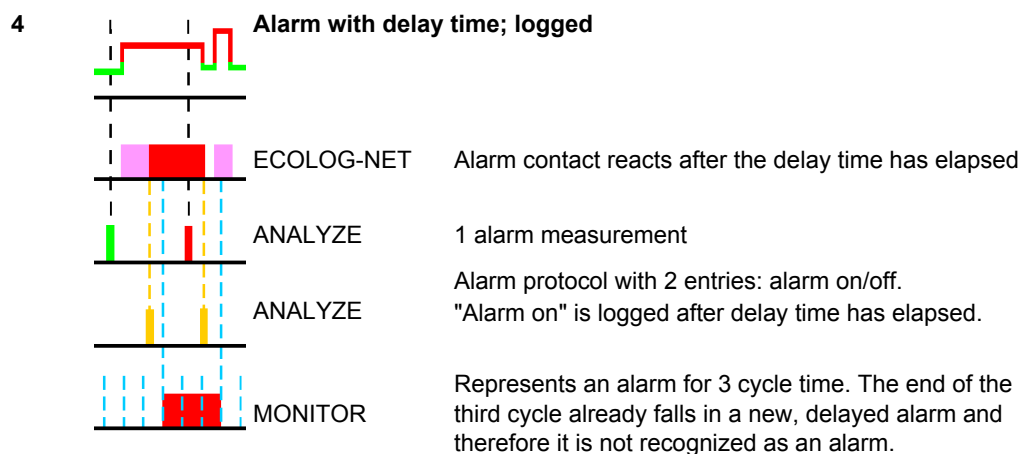 4 Alarm with delay time; logged
ECOLOG-NET Alarm contact reacts after the delay time has elapsed
ANALYZE 1 alarm measurement
Alarm protocol with 2 entries: alarm on/off.
ANALYZE "Alarm on" is logged after delay time has elapsed.
Represents an alarm for 3 cycle time. The end of the
MONITOR third cycle already falls in a new, delayed alarm and
therefore it is not recognized as an alarm.